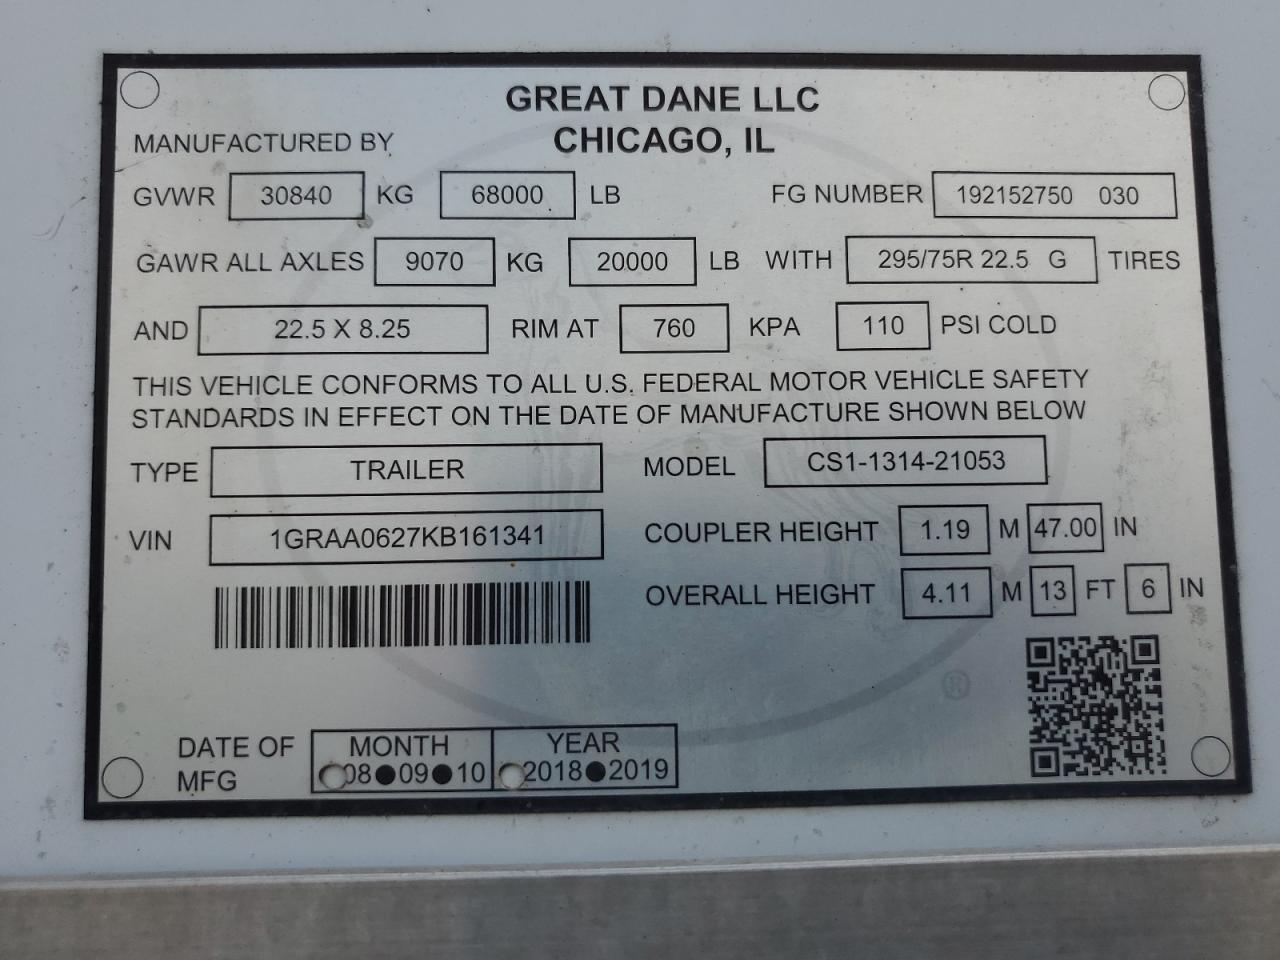 GREAT DANE LLC
MANUFACTURED BY CHICAGO, IL
GVWR 30840 KG 68000 LB FG NUMBER 192152750 030
GAWR ALL AXLES 9070 KG 20000 LB WITH 295/75R 22.5 G TIRES
AND 22.5 X 8.25 RIM AT 760 KPA 110 PSI COLD
THIS VEHICLE CONFORMS TO ALL U.S. FEDERAL MOTOR VEHICLE SAFETY
STANDARDS IN EFFECT ON THE DATE OF MANUFACTURE SHOWN BELOW
TYPE TRAILER MODEL CS1-1314-21053
VIN 1GRAA0627KB161341 COUPLER HEIGHT 1.19 M 47.00 IN
OVERALL HEIGHT 4.11 M 13 FT 6 IN
®
DATE OF MONTH YEAR
MFG 08●09●10 2018●2019